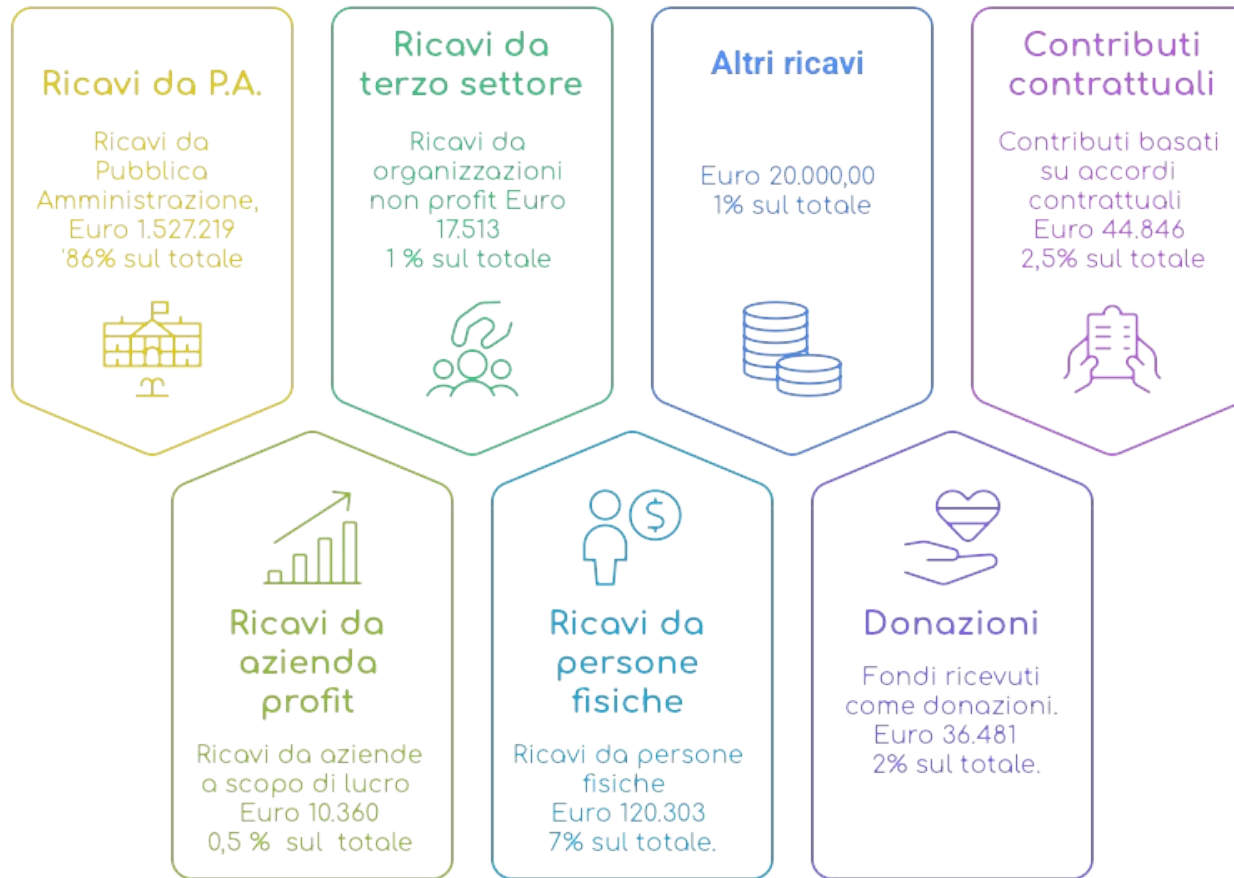 Ricavi da P.A.
Ricavi da
Pubblica
Amministrazione,
Euro 1.527.219
'86% sul totale
Ricavi da
terzo settore
Ricavi da
organizzazioni
non profit Euro
17.513
1 % sul totale
Altri ricavi
Euro 20.000,00
1% sul totale
Contributi
contrattuali
Contributi basati
su accordi
contrattuali
Euro 44.846
2,5% sul totale
$
Ricavi da
azienda
profit
Ricavi da aziende
a scopo di lucro
Euro 10.360
0,5 % sul totale
Ricavi da
persone
fisiche
Ricavi da persone
fisiche
Euro 120.303
7% sul totale.
Donazioni
Fondi ricevuti
come donazioni.
Euro 36.481
2% sul totale.